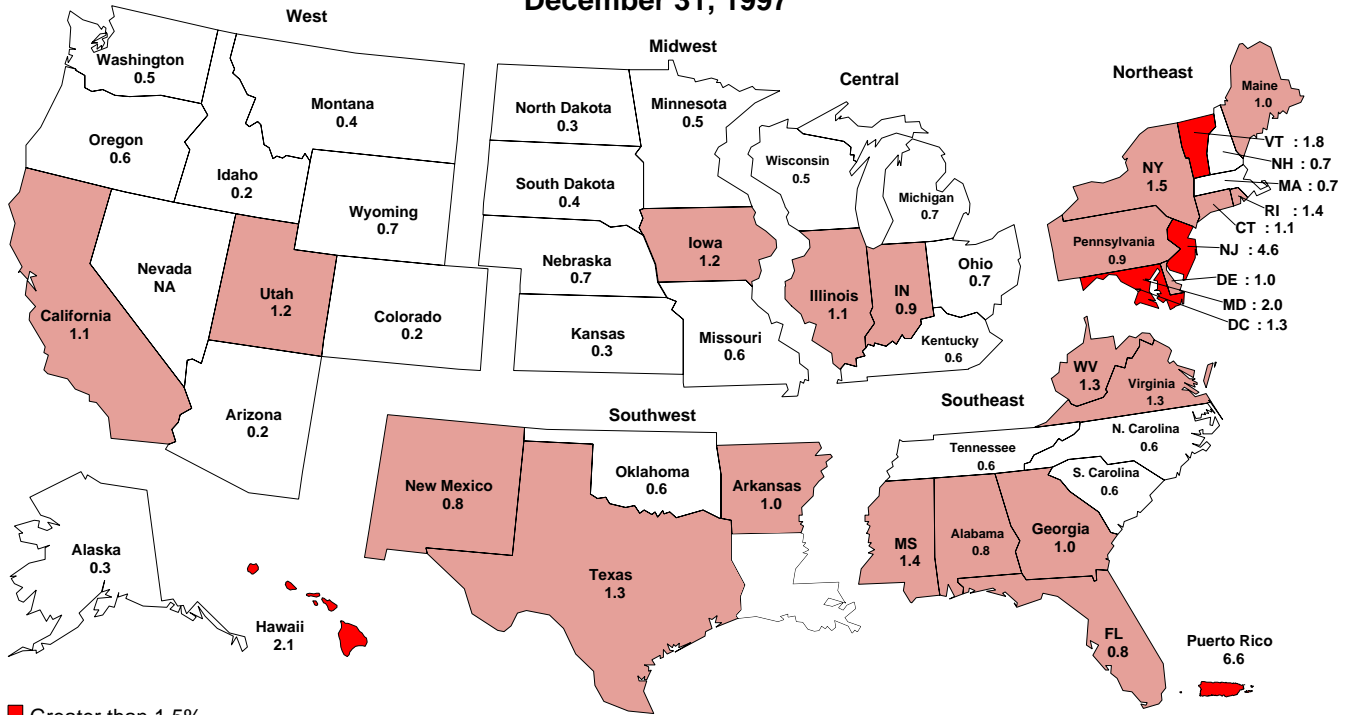 December 31, 1997
West
Midwest
Central
Northeast
Washington
0.5
Montana
0.4
Oregon
0.6
Idaho
0.2
Wyoming
0.7
Nevada
NA
Utah
1.2
Colorado
0.2
California
1.1
Arizona
0.2
Alaska
0.3
Hawaii
2.1
North Dakota
0.3
Minnesota
0.5
South Dakota
0.4
Nebraska
0.7
Iowa
1.2
Kansas
0.3
Missouri
0.6
Wisconsin
0.5
Michigan
0.7
Illinois
1.1
IN
0.9
Ohio
0.7
Kentucky
0.6
Maine
1.0
VT : 1.8
NH : 0.7
MA : 0.7
RI : 1.4
CT : 1.1
NJ : 4.6
DE : 1.0
MD : 2.0
DC : 1.3
NY
1.5
Pennsylvania
0.9
Southwest
New Mexico
0.8
Oklahoma
0.6
Arkansas
1.0
Texas
1.3
Southeast
WV
1.3
Virginia
1.3
Tennessee
0.6
N. Carolina
0.6
S. Carolina
0.6
MS
1.4
Alabama
0.8
Georgia
1.0
FL
0.8
Puerto Rico
6.6
Greater than 1.5%